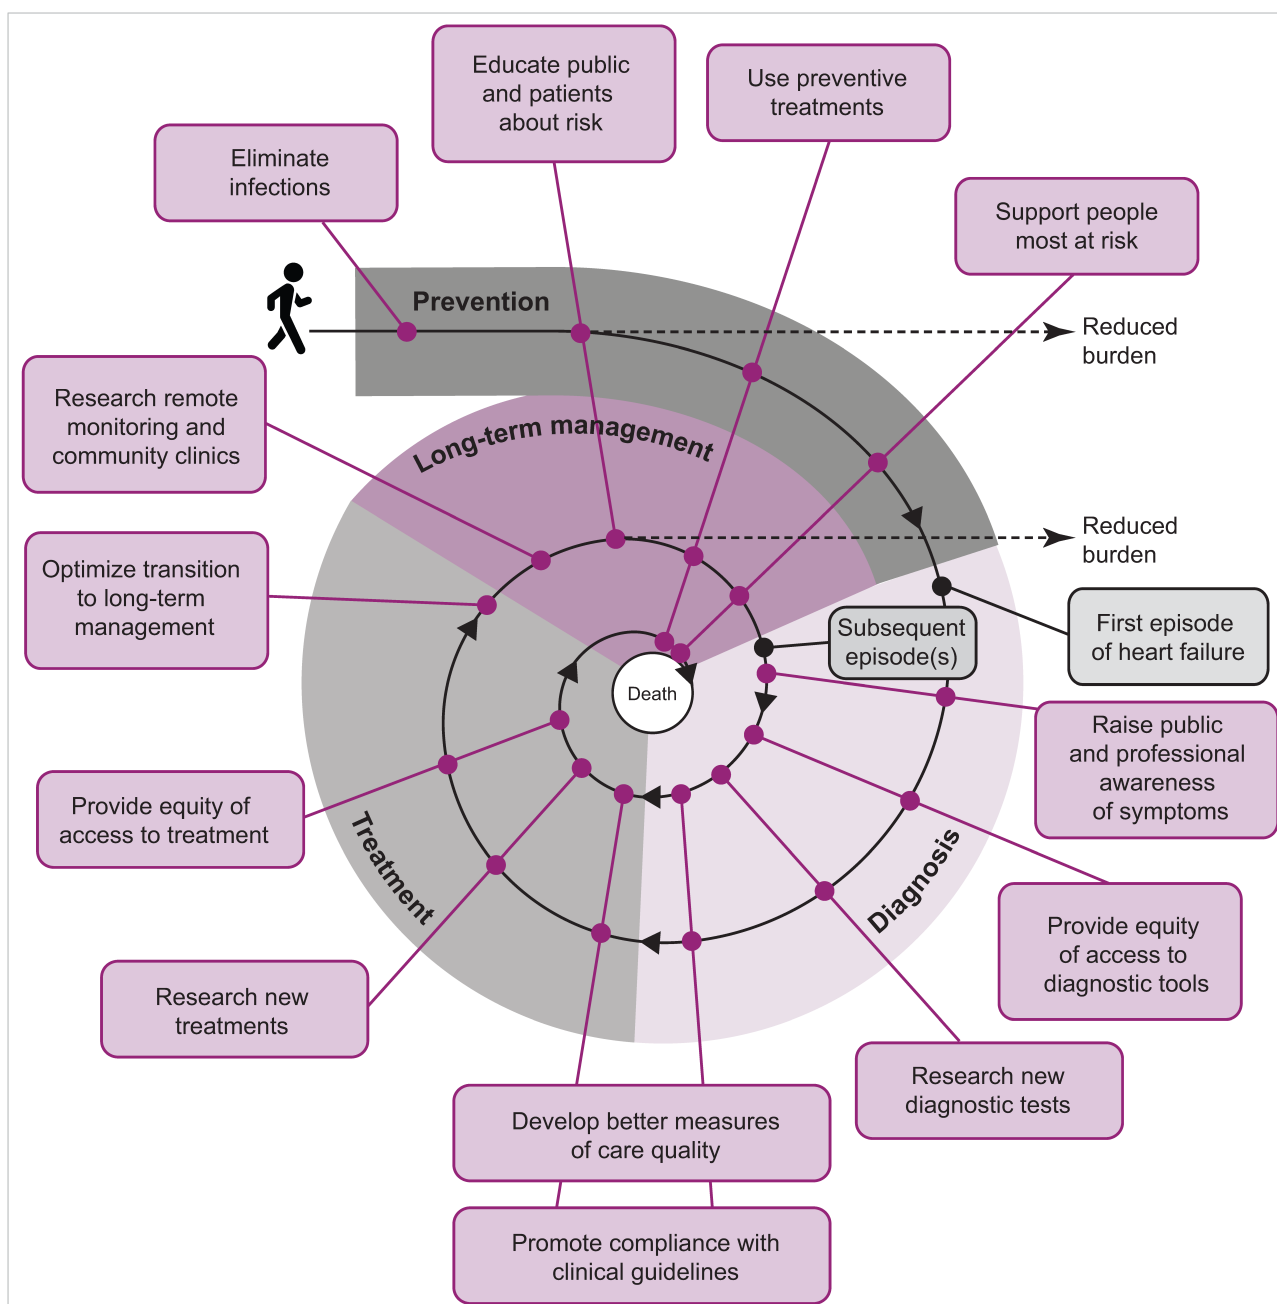 Educate public
and patients
about risk
Use preventive
treatments
Eliminate
infections
Support people
most at risk
Prevention
Reduced
burden
Research remote
monitoring and
community clinics
Long-term management
Reduced
burden
Optimize transition
to long-term
management
Subsequent
episode(s)
First episode
of heart failure
Death
Raise public
and professional
awareness
of symptoms
Provide equity of
access to treatment
Treatment
Diagnosis
Provide equity
of access to
diagnostic tools
Research new
treatments
Research new
diagnostic tests
Develop better measures
of care quality
Promote compliance with
clinical guidelines